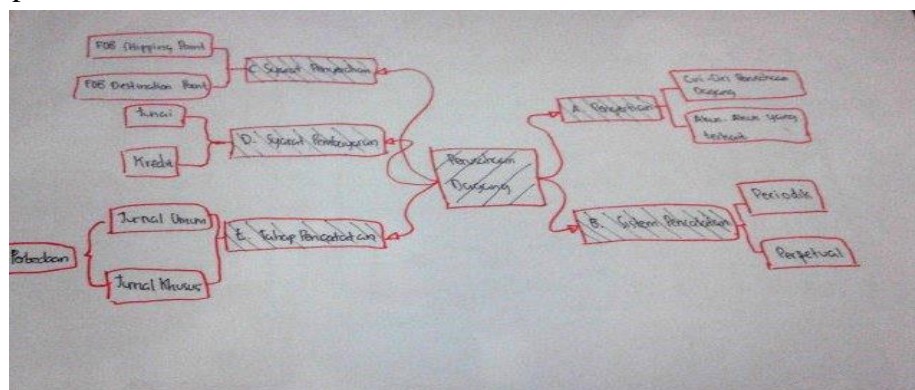 FOB Shipping Point
FOB Destination Point
C. Syarat Penyerahan
Tunai
Kredit
D. Syarat Pembayaran
Jurnal Umum
Jurnal Khusus
Perbedaan
E. Tahap Pencatatan
Perusahaan
Dagang
A. Pengertian
Ciri-Ciri Perusahaan
Dagang
Akun-Akun yang
terkait
B. Sistem Pencatatan
Periodik
Perpetual